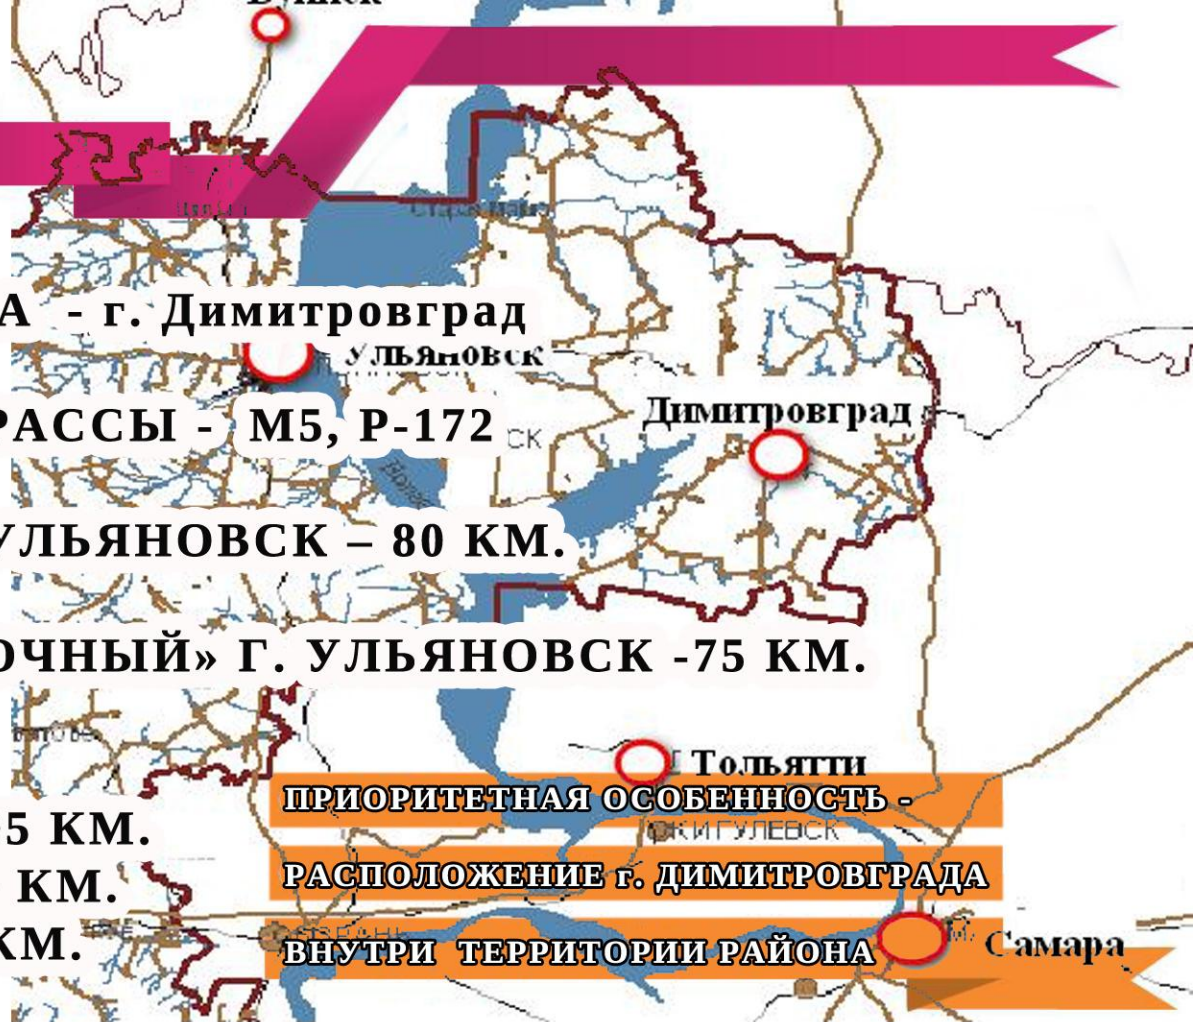 А - г. Димитровград
УЛЬЯНОВСК
Димитровград
РАССЫ - М5, Р-172
СК
УЛЬЯНОВСК – 80 КМ.
ОЧНЫЙ» Г. УЛЬЯНОВСК -75 КМ.
Тольятти
ПРИОРИТЕТНАЯ ОСОБЕННОСТЬ -
5 КМ.
РАСПОЛОЖЕНИЕ г. ДИМИТРОВГРАДА
КМ.
ВНУТРИ ТЕРРИТОРИИ РАЙОНА
КМ.
Самара